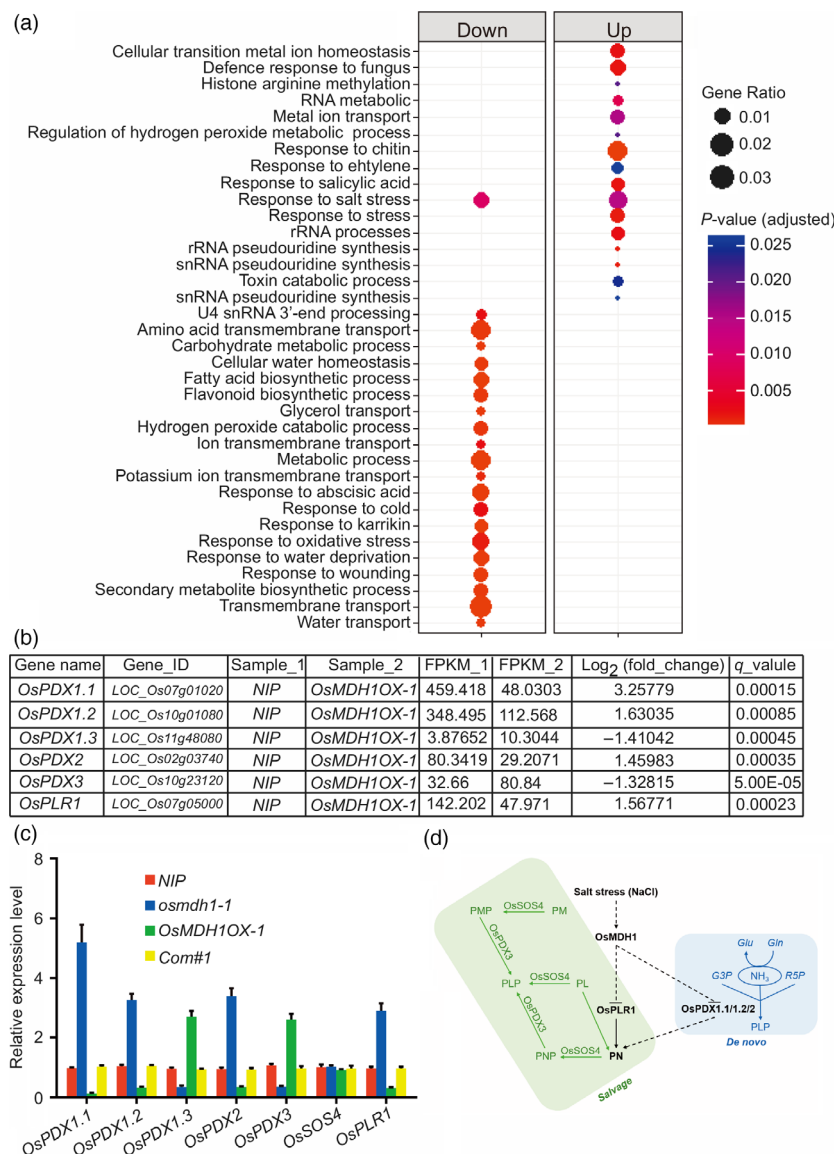 (a)
Down Up
Cellular transition metal ion homeostasis
Defence response to fungus
Histone arginine methylation
RNA metabolic
Metal ion transport
Regulation of hydrogen peroxide metabolic process
Response to chitin
Response to ehtylene
Response to salicylic acid
Response to salt stress
Response to stress
rRNA processes
rRNA pseudouridine synthesis
snRNA pseudouridine synthesis
Toxin catabolic process
snRNA pseudouridine synthesis
U4 snRNA 3'-end processing
Amino acid transmembrane transport
Carbohydrate metabolic process
Cellular water homeostasis
Fatty acid biosynthetic process
Flavonoid biosynthetic process
Glycerol transport
Hydrogen peroxide catabolic process
Ion transmembrane transport
Metabolic process
Potassium ion transmembrane transport
Response to abscisic acid
Response to cold
Response to karrikin
Response to oxidative stress
Response to water deprivation
Response to wounding
Secondary metabolite biosynthetic process
Transmembrane transport
Water transport
Gene Ratio
0.01
0.02
0.03
P-value (adjusted)
0.025
0.020
0.015
0.010
0.005
(b)
Gene name Gene_ID Sample_1 Sample_2 FPKM_1 FPKM_2 Log2 (fold_change) q_valule
OsPDX1.1 LOC_Os07g01020 NIP OsMDH1OX-1 459.418 48.0303 3.25779 0.00015
OsPDX1.2 LOC_Os10g01080 NIP OsMDH1OX-1 348.495 112.568 1.63035 0.00085
OsPDX1.3 LOC_Os11g48080 NIP OsMDH1OX-1 3.87652 10.3044 −1.41042 0.00045
OsPDX2 LOC_Os02g03740 NIP OsMDH1OX-1 80.3419 29.2071 1.45983 0.00035
OsPDX3 LOC_Os10g23120 NIP OsMDH1OX-1 32.66 80.84 −1.32815 5.00E-05
OsPLR1 LOC_Os07g05000 NIP OsMDH1OX-1 142.202 47.971 1.56771 0.00023
(c)
Relative expression level
8
6
4
2
0
NIP
osmdh1-1
OsMDH1OX-1
Com#1
OsPDX1.1
OsPDX1.2
OsPDX1.3
OsPDX2
OsPDX3
OsSOS4
OsPLR1
(d)
Salt stress (NaCl)
OsMDH1
PMP OsSOS4 PM
OsPDX3
PLP OsSOS4 PL
OsPDX3
OsPLR1
PNP OsSOS4 PN
Salvage
Glu Gln
G3P NH3 R5P
OsPDX1.1/1.2/2
PLP
De novo